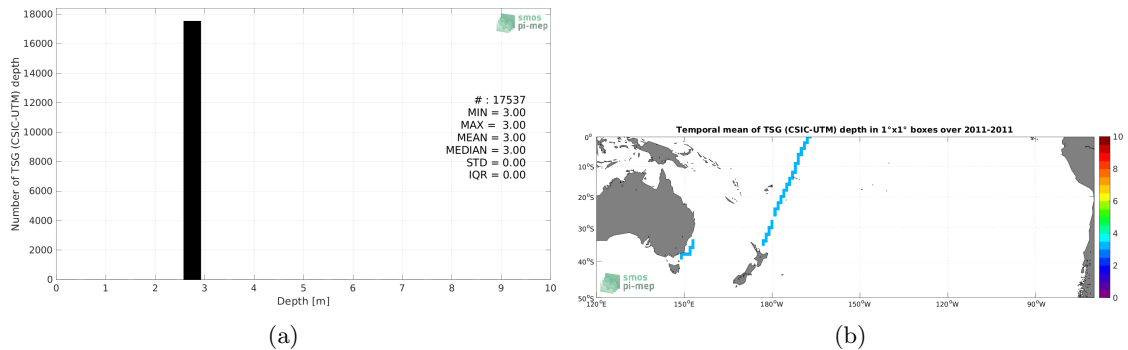 18000
16000
14000
12000
10000
8000
6000
4000
2000
0
Number of TSG (CSIC-UTM) depth
smos
pi-mep
# : 17537
MIN = 3.00
MAX = 3.00
MEAN = 3.00
MEDIAN = 3.00
STD = 0.00
IQR = 0.00
0 1 2 3 4 5 6 7 8 9 10
Depth [m]
(a)
Temporal mean of TSG (CSIC-UTM) depth in 1°x1° boxes over 2011-2011
0°
10°S
20°S
30°S
40°S
50°S
120°E 150°E 180°W 150°W 120°W 90°W
smos
pi-mep
10
8
6
4
2
0
(b)